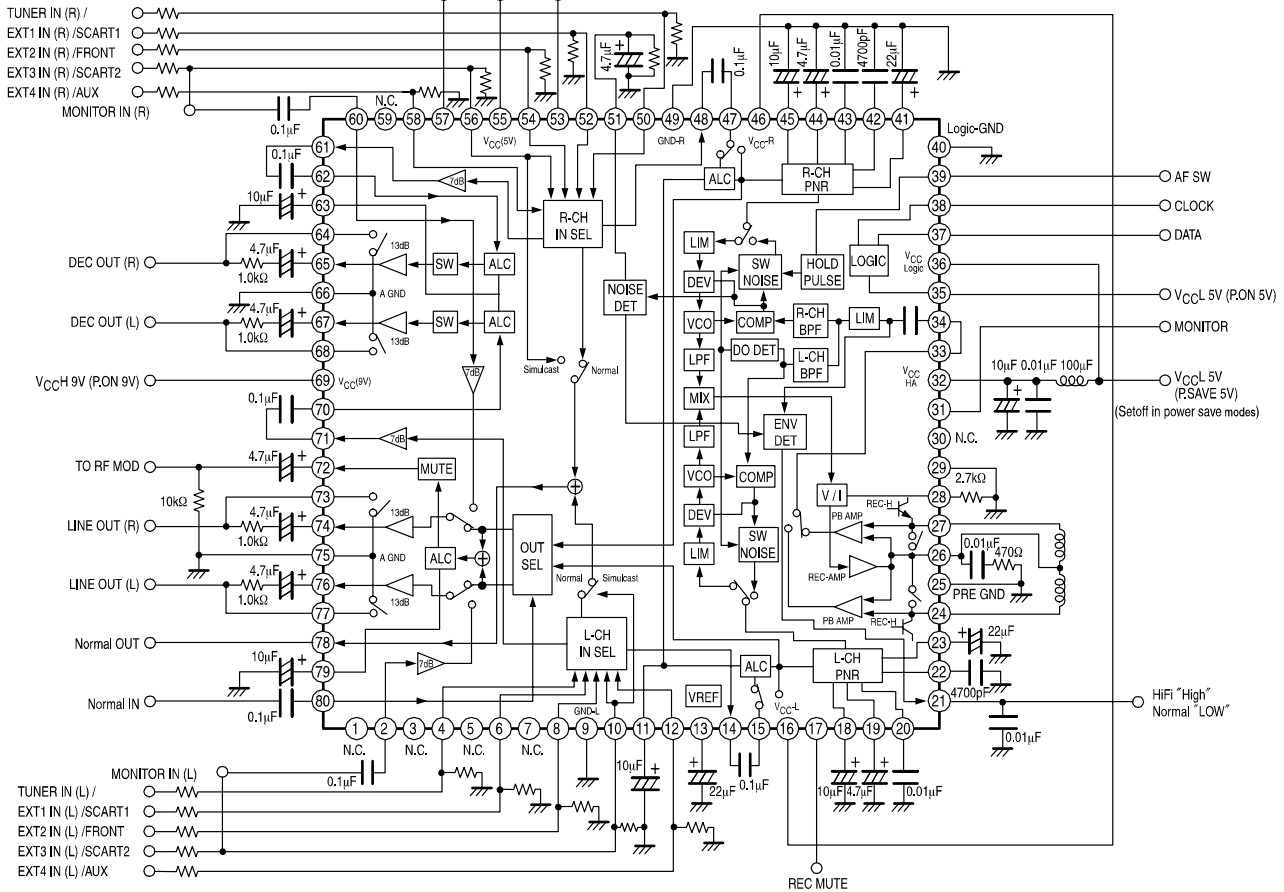 TUNER IN (R) /
EXT1 IN (R) /SCART1
EXT2 IN (R) /FRONT
EXT3 IN (R) /SCART2
EXT4 IN (R) /AUX
MONITOR IN (R)
0.1µF
N.C.
4.7µF
0.1µF
10µF
4.7µF
0.01µF
4700pF
22µF
60 59 58 57 56 55 54 53 52 51 50 49 48 47 46 45 44 43 42 41
VCC(5V)
GND-R
VCC-R
Logic-GND
61
62
63
64
65
66
67
68
69
70
71
72
73
74
75
76
77
78
79
80
0.1µF
10µF
DEC OUT (R)
4.7µF
1.0kΩ
A GND
DEC OUT (L)
4.7µF
1.0kΩ
VCCH 9V (P.ON 9V)
VCC(9V)
0.1µF
TO RF MOD
4.7µF
10kΩ
LINE OUT (R)
4.7µF
1.0kΩ
A GND
LINE OUT (L)
4.7µF
1.0kΩ
Normal OUT
10µF
Normal IN
0.1µF
7dB
13dB
SW
ALC
13dB
SW
ALC
7dB
7dB
MUTE
13dB
ALC
13dB
7dB
OUT SEL
R-CH IN SEL
Simulcast
Normal
Normal
Simulcast
L-CH IN SEL
NOISE DET
ALC
R-CH PNR
LIM
DEV
VCO
LPF
MIX
LPF
VCO
DEV
LIM
SW NOISE
HOLD PULSE
LOGIC
COMP
R-CH BPF
LIM
DO DET
L-CH BPF
ENV DET
COMP
SW NOISE
V / I
REC-H
PB AMP
REC-AMP
PB AMP
REC-H
ALC
L-CH PNR
VREF
VCC-L
GND-L
VCC Logic
VCC HA
N.C.
40
39
38
37
36
35
34
33
32
31
30
29
28
27
26
25
24
23
22
21
AF SW
CLOCK
DATA
VCCL 5V (P.ON 5V)
MONITOR
10µF
0.01µF
100µF
VCCL 5V
(P.SAVE 5V)
(Setoff in power save modes)
2.7kΩ
0.01µF
470Ω
PRE GND
22µF
4700pF
HiFi "High"
Normal "LOW"
0.01µF
1 2 3 4 5 6 7 8 9 10 11 12 13 14 15 16 17 18 19 20
N.C.
N.C.
N.C.
N.C.
MONITOR IN (L)
0.1µF
TUNER IN (L) /
EXT1 IN (L) /SCART1
EXT2 IN (L) /FRONT
EXT3 IN (L) /SCART2
EXT4 IN (L) /AUX
10µF
22µF
0.1µF
10µF
4.7µF
0.01µF
REC MUTE